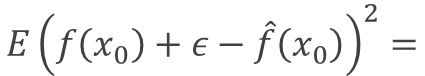 E(f(x₀) + ϵ − f̂(x₀))² =